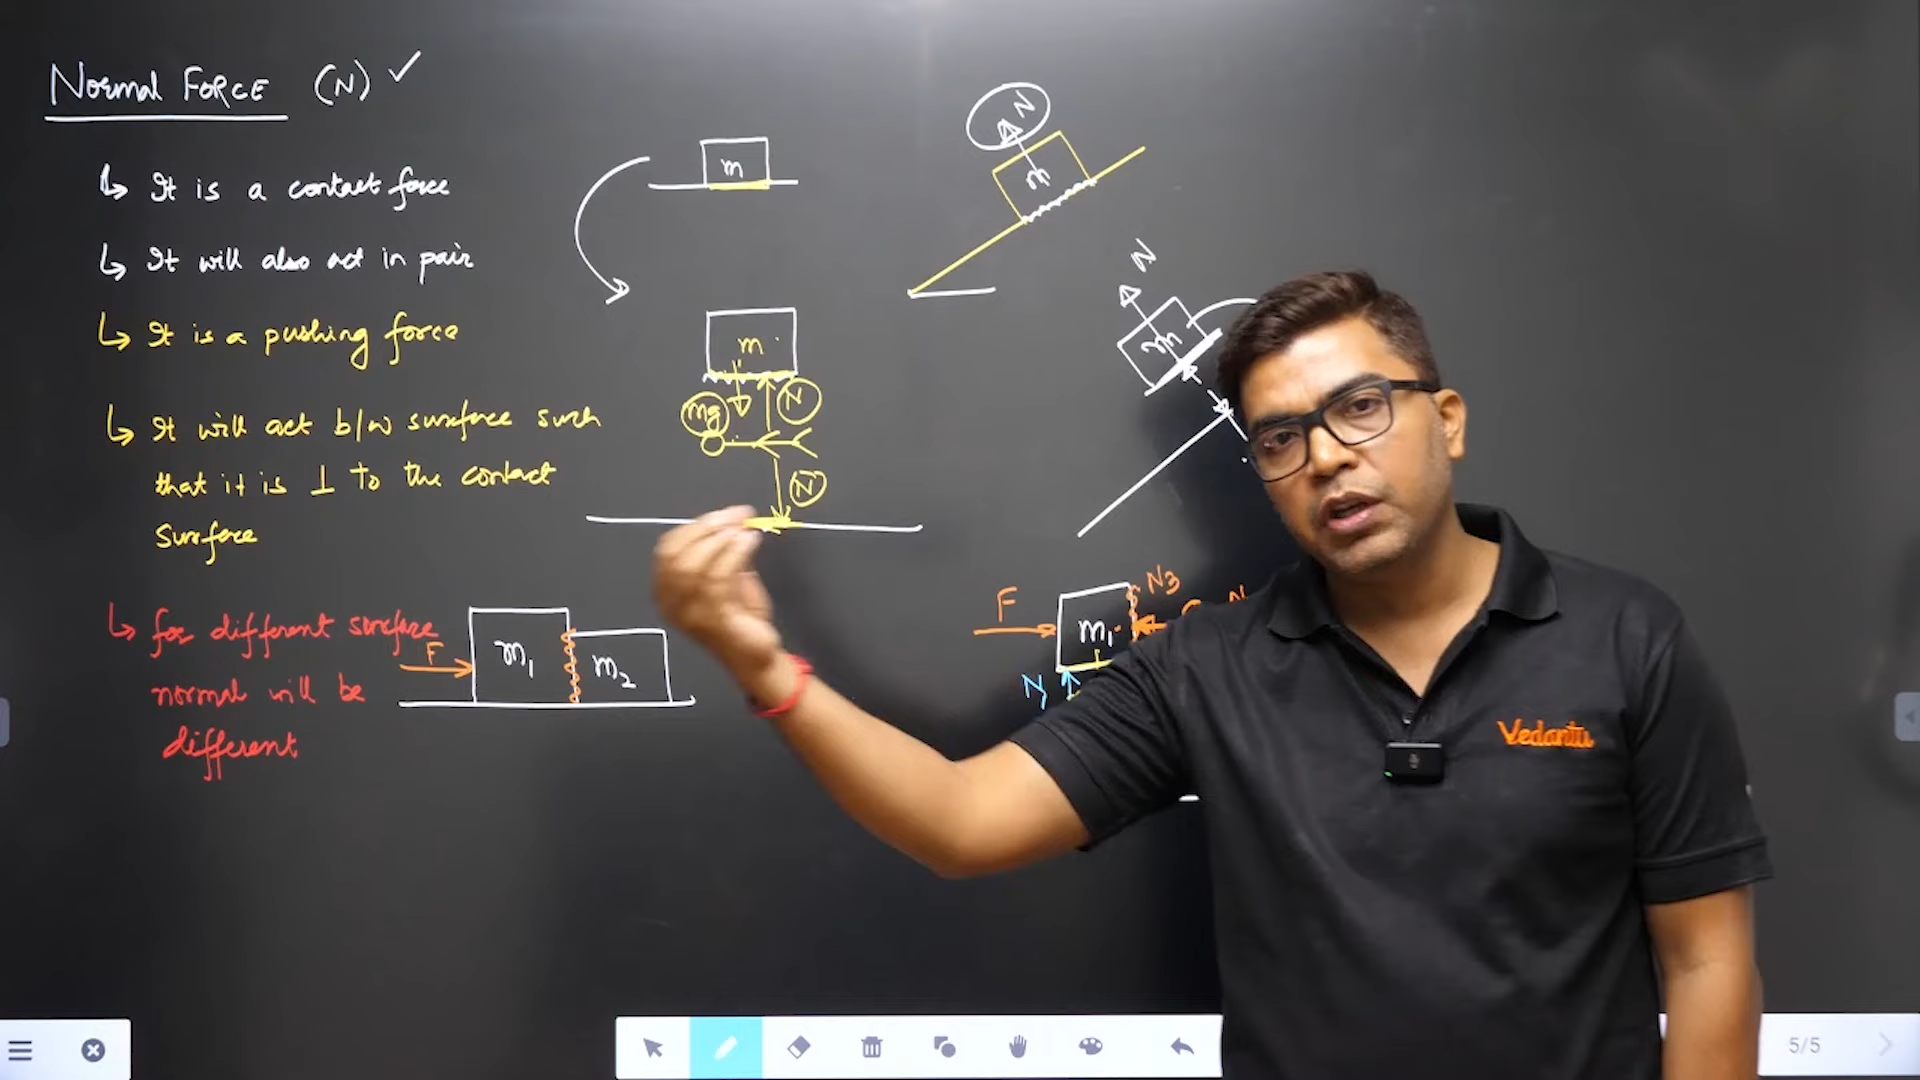 Normal FORCE (N) ✓
↳ It is a contact force
↳ It will also act in pair
↳ It is a pushing force
↳ It will act b/w surface such
that it is ⊥ to the contact
surface
↳ for different surface
normal will be
different
F
m₁
m₂
m
m
mg
N
N
N
m
N
m
F
m₁
N₃
N₁
Vedantu
5/5